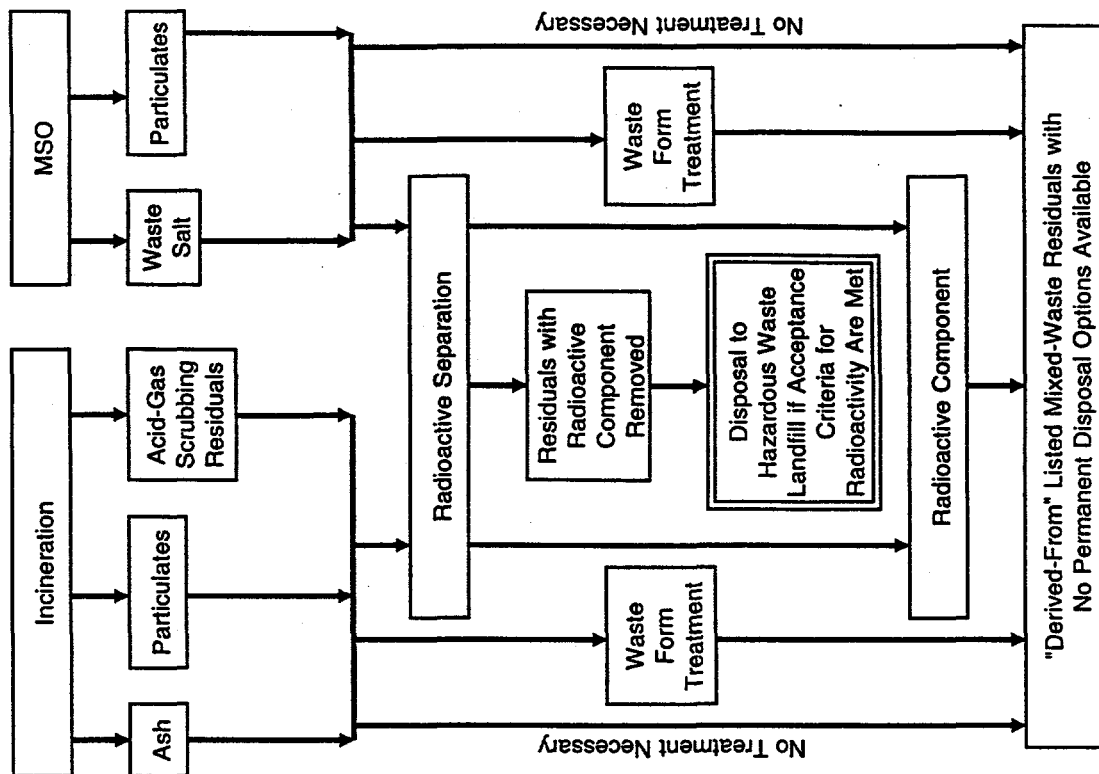 Incineration
MSO
Ash
Particulates
Acid-Gas
Scrubbing
Residuals
Waste
Salt
Particulates
No Treatment Necessary
No Treatment Necessary
Radioactive Separation
Waste
Form
Treatment
Residuals with
Radioactive
Component
Removed
Waste
Form
Treatment
Disposal to
Hazardous Waste
Landfill if Acceptance
Criteria for
Radioactivity Are Met
Radioactive Component
"Derived-From" Listed Mixed-Waste Residuals with
No Permanent Disposal Options Available